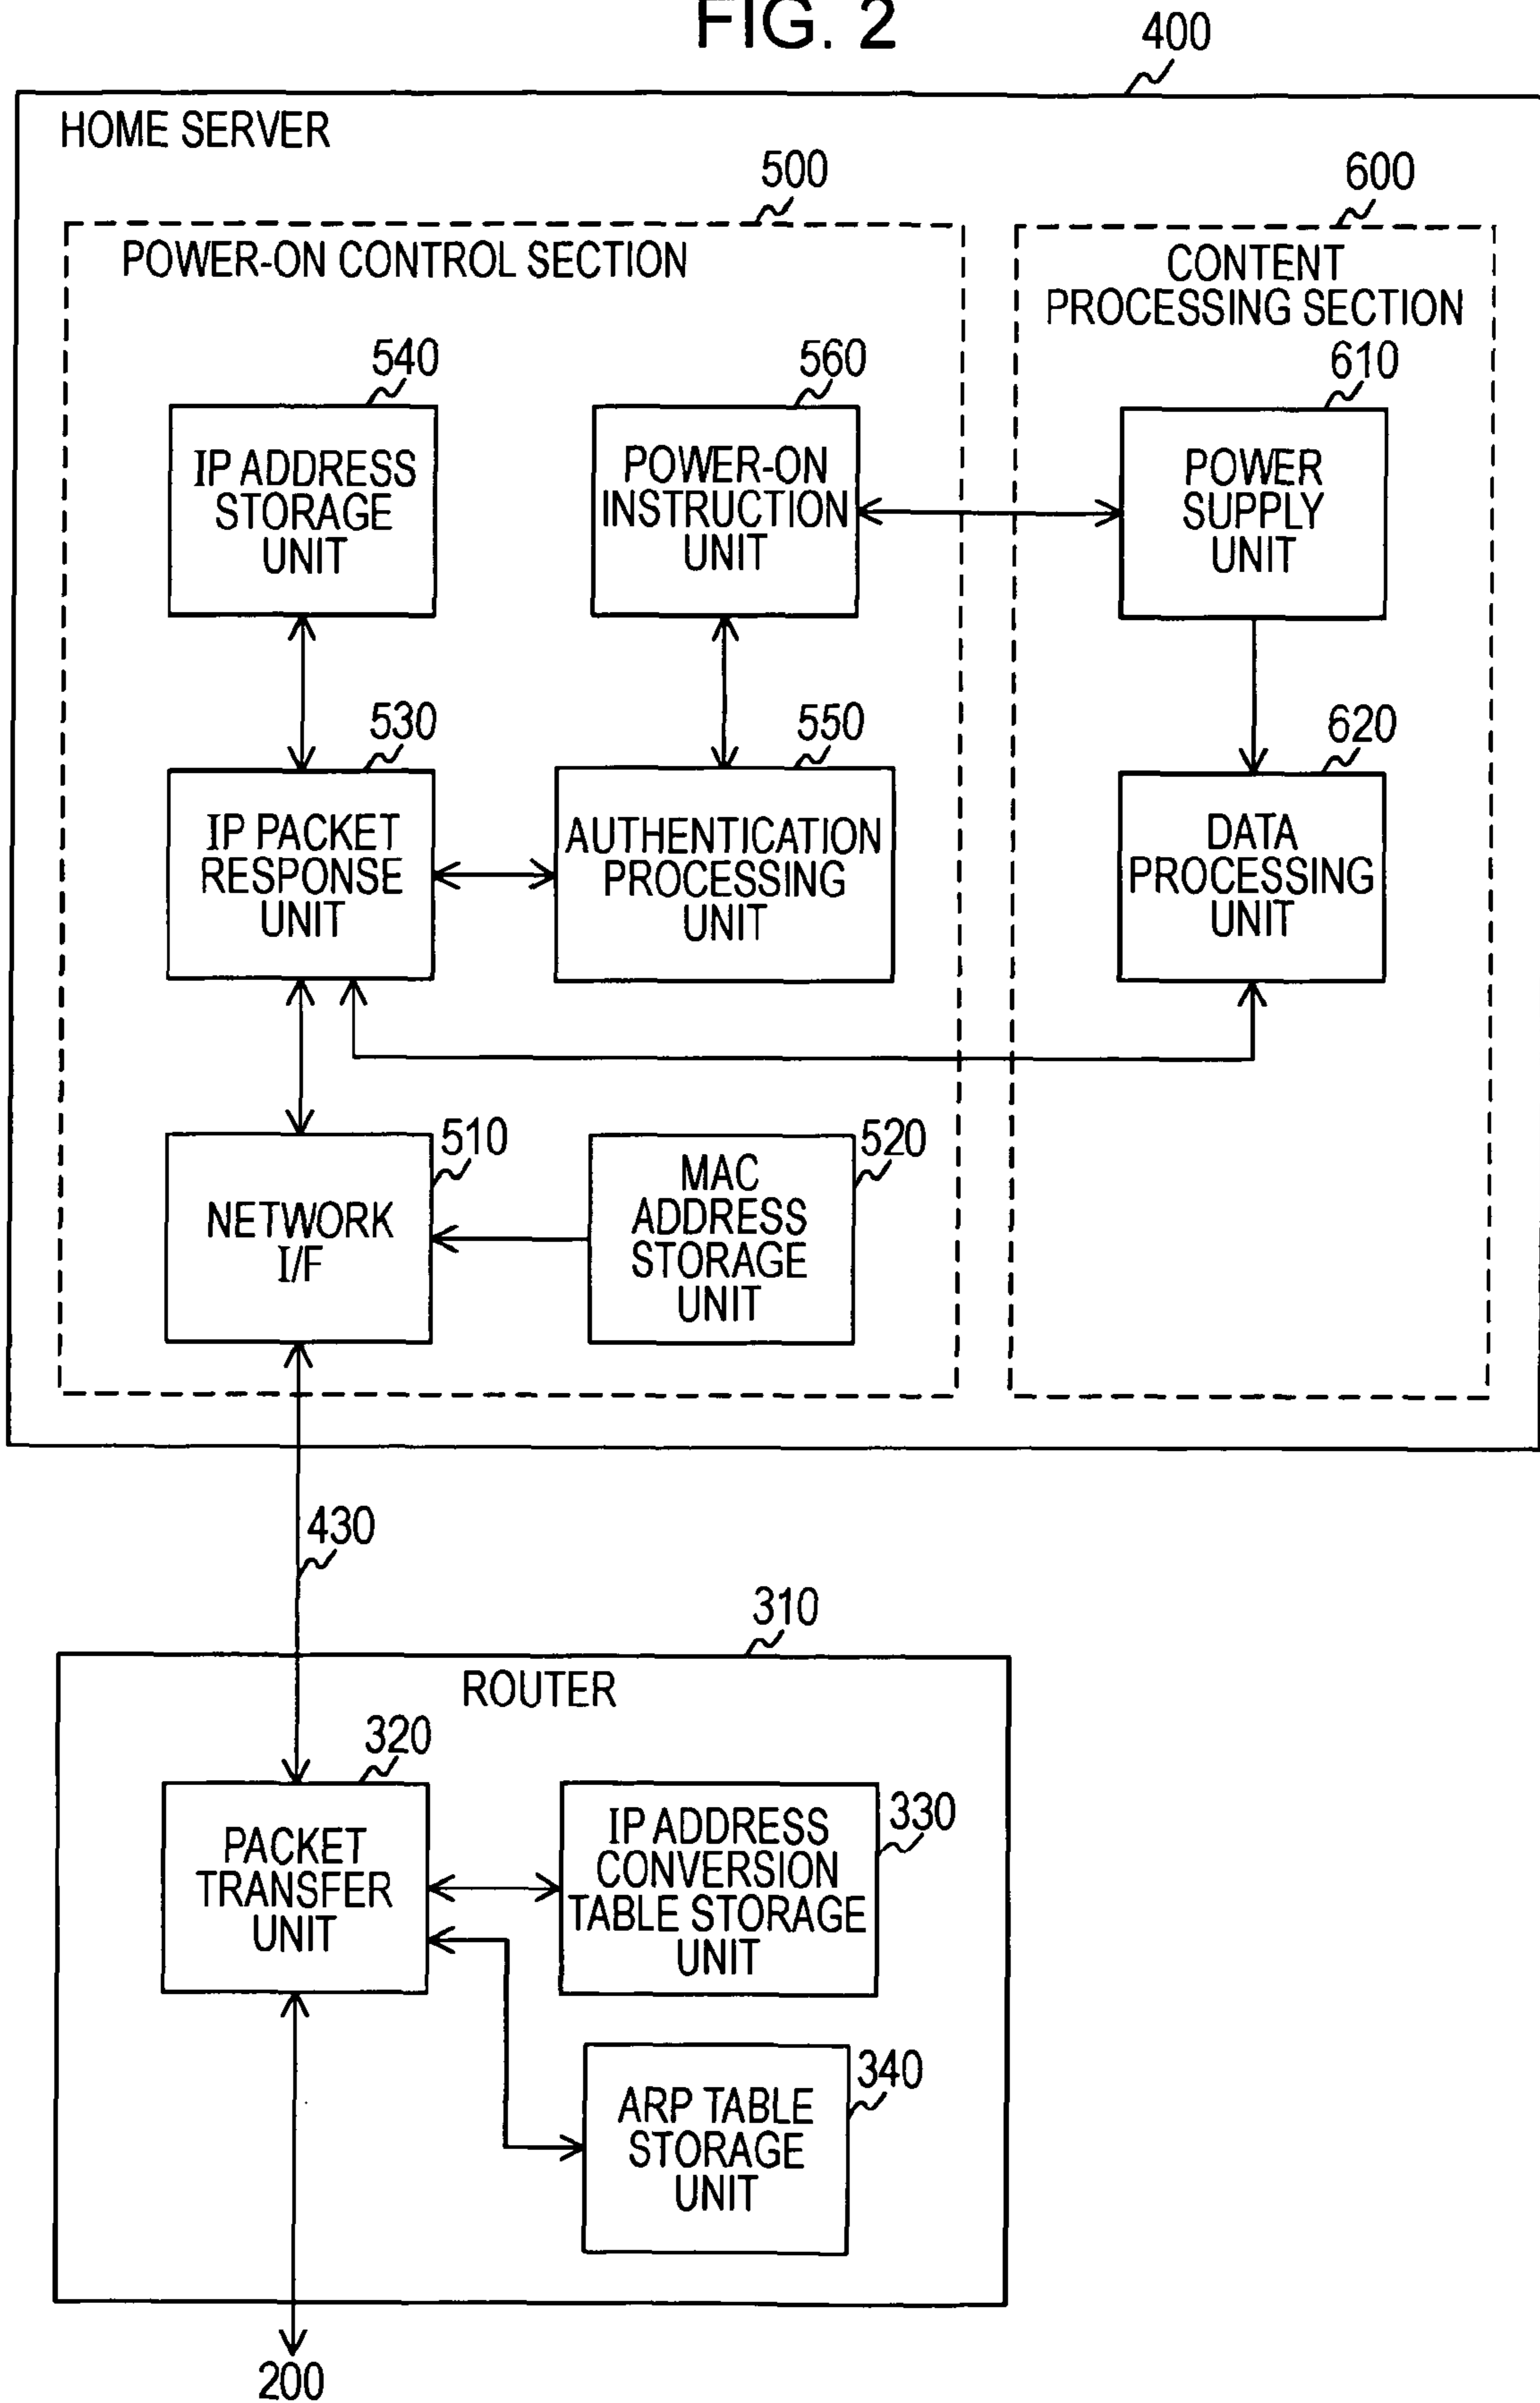 FIG. 2
400
HOME SERVER
500
600
POWER-ON CONTROL SECTION
CONTENT
PROCESSING SECTION
540
560
610
IP ADDRESS
STORAGE
UNIT
POWER-ON
INSTRUCTION
UNIT
POWER
SUPPLY
UNIT
530
550
620
IP PACKET
RESPONSE
UNIT
AUTHENTICATION
PROCESSING
UNIT
DATA
PROCESSING
UNIT
510
520
NETWORK
I/F
MAC
ADDRESS
STORAGE
UNIT
430
310
ROUTER
320
330
PACKET
TRANSFER
UNIT
IP ADDRESS
CONVERSION
TABLE STORAGE
UNIT
340
ARP TABLE
STORAGE
UNIT
200